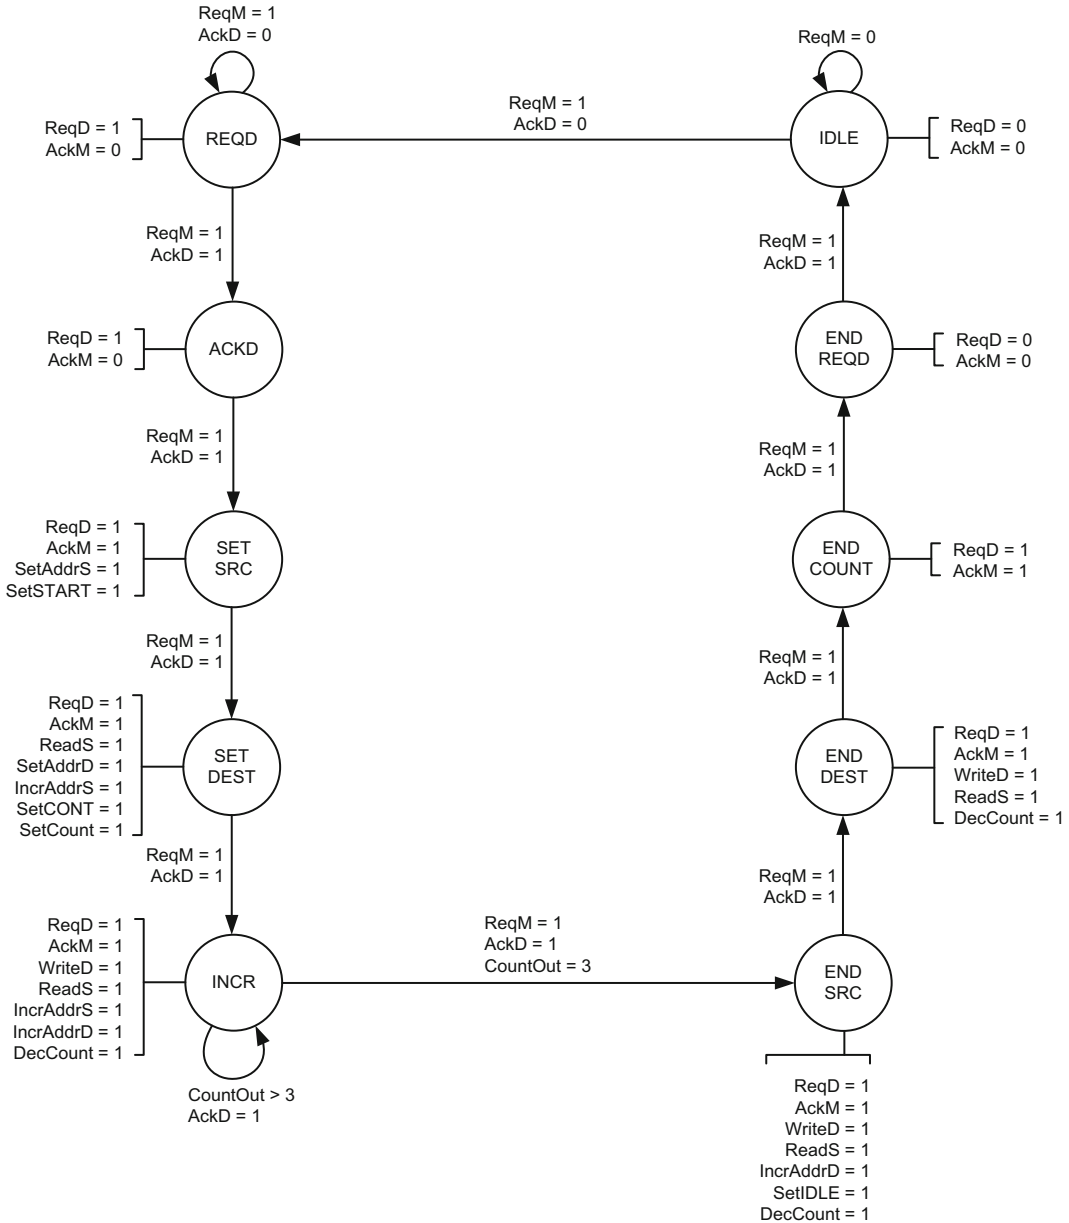 ReqM = 1
AckD = 0
ReqM = 0
REQD
ReqD = 1
AckM = 0
ReqM = 1
AckD = 0
IDLE
ReqD = 0
AckM = 0
ReqM = 1
AckD = 1
ReqM = 1
AckD = 1
ACKD
ReqD = 1
AckM = 0
END
REQD
ReqD = 0
AckM = 0
ReqM = 1
AckD = 1
ReqM = 1
AckD = 1
SET
SRC
ReqD = 1
AckM = 1
SetAddrS = 1
SetSTART = 1
END
COUNT
ReqD = 1
AckM = 1
ReqM = 1
AckD = 1
ReqM = 1
AckD = 1
SET
DEST
ReqD = 1
AckM = 1
ReadS = 1
SetAddrD = 1
IncrAddrS = 1
SetCONT = 1
SetCount = 1
END
DEST
ReqD = 1
AckM = 1
WriteD = 1
ReadS = 1
DecCount = 1
ReqM = 1
AckD = 1
ReqM = 1
AckD = 1
INCR
ReqD = 1
AckM = 1
WriteD = 1
ReadS = 1
IncrAddrS = 1
IncrAddrD = 1
DecCount = 1
ReqM = 1
AckD = 1
CountOut = 3
END
SRC
CountOut > 3
AckD = 1
ReqD = 1
AckM = 1
WriteD = 1
ReadS = 1
IncrAddrD = 1
SetIDLE = 1
DecCount = 1